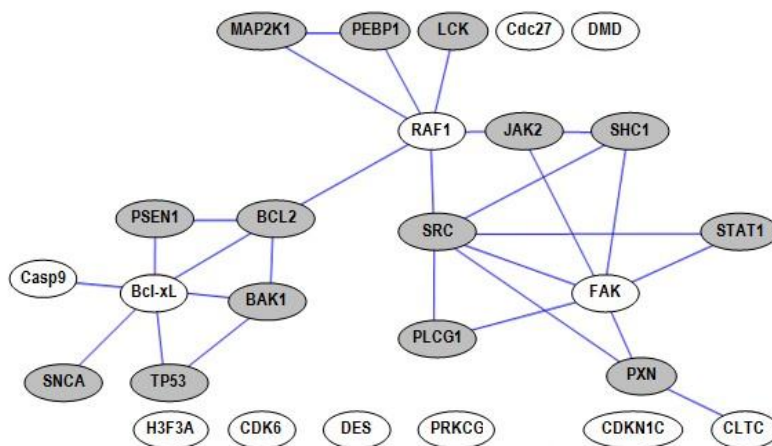 MAP2K1
PEBP1
LCK
Cdc27
DMD
RAF1
JAK2
SHC1
PSEN1
BCL2
SRC
STAT1
Casp9
Bcl-xL
BAK1
FAK
PLCG1
SNCA
TP53
PXN
H3F3A
CDK6
DES
PRKCG
CDKN1C
CLTC